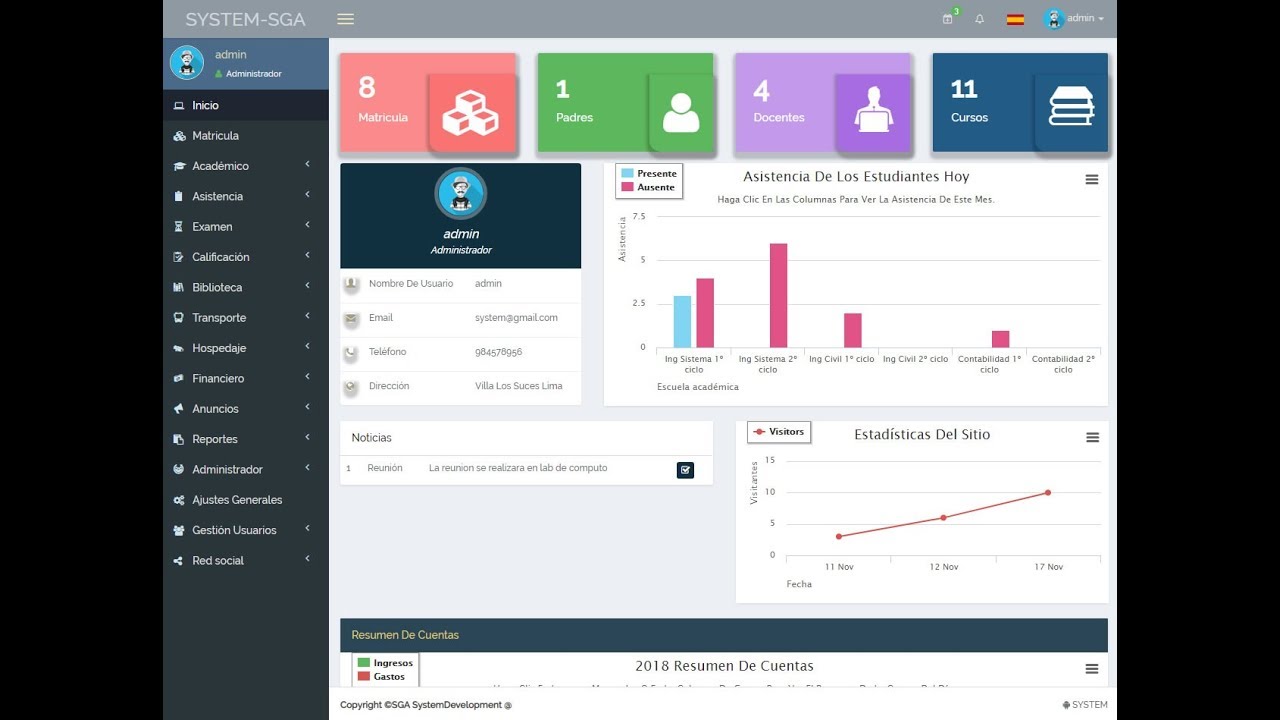 SYSTEM-SGA
3
admin
admin
Administrador
Inicio
Matricula
Académico
Asistencia
Examen
Calificación
Biblioteca
Transporte
Hospedaje
Financiero
Anuncios
Reportes
Administrador
Ajustes Generales
Gestión Usuarios
Red social
8
Matricula
1
Padres
4
Docentes
11
Cursos
admin
Administrador
Nombre De Usuario admin
Email system@gmail.com
Teléfono 984578956
Dirección Villa Los Suces Lima
Presente
Ausente
Asistencia De Los Estudiantes Hoy
Haga Clic En Las Columnas Para Ver La Asistencia De Este Mes.
Asistencia
7.5
5
2.5
0
Ing Sistema 1º ciclo
Ing Sistema 2º ciclo
Ing Civil 1º ciclo
Ing Civil 2º ciclo
Contabilidad 1º ciclo
Contabilidad 2º ciclo
Escuela académica
Noticias
1 Reunión La reunion se realizara en lab de computo
Visitors
Estadísticas Del Sitio
Visitantes
15
10
5
0
11 Nov 12 Nov 17 Nov
Fecha
Resumen De Cuentas
Ingresos
Gastos
2018 Resumen De Cuentas
Copyright ©SGA SystemDevelopment @
SYSTEM